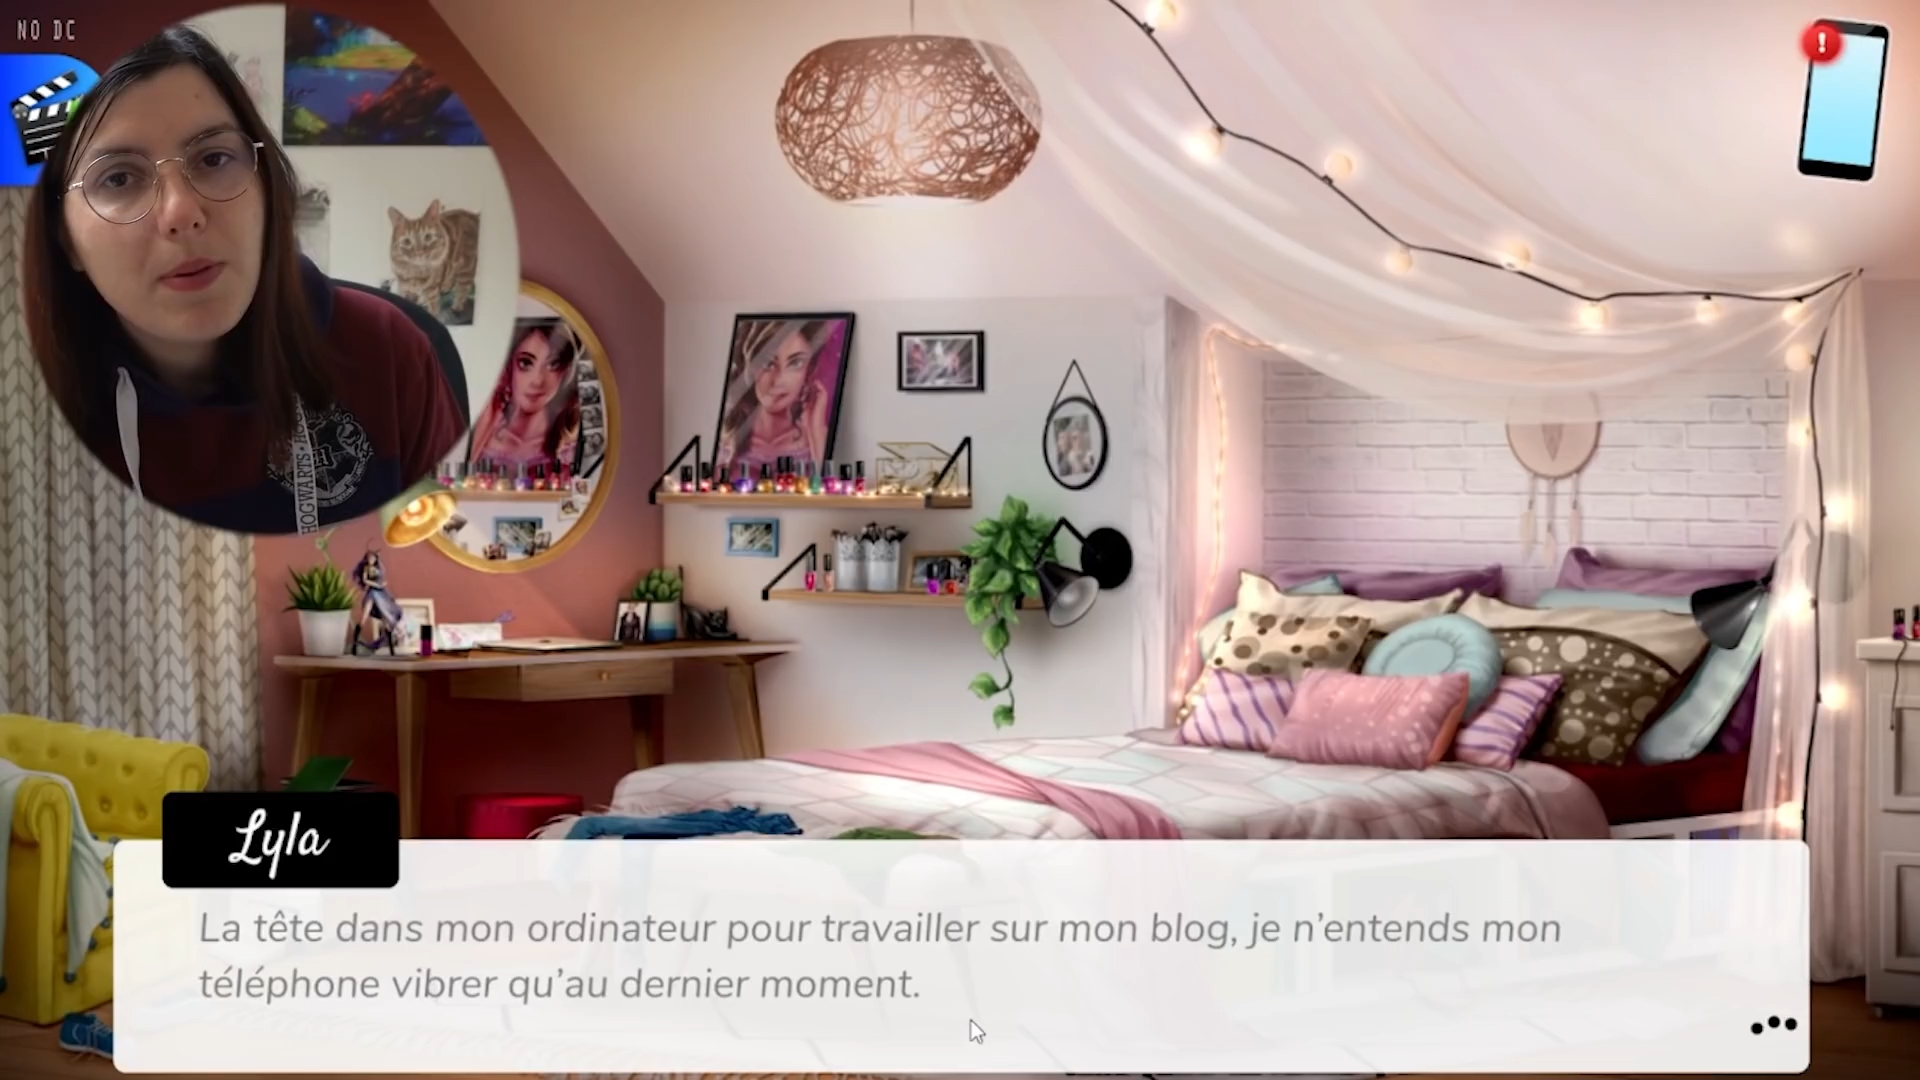 NO DC
!
HOGWARTS
Lyla
La tête dans mon ordinateur pour travailler sur mon blog, je n’entends mon
téléphone vibrer qu’au dernier moment.